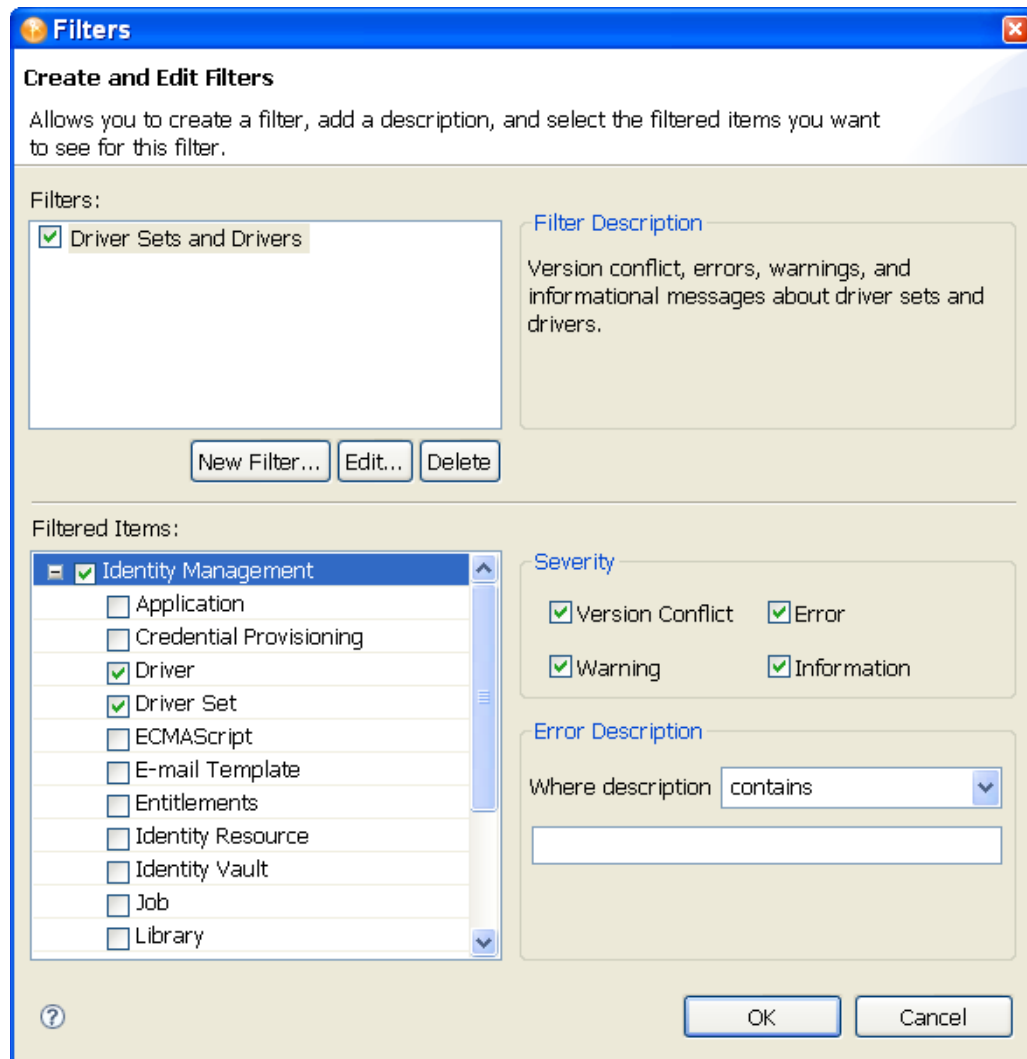 Filters
Create and Edit Filters
Allows you to create a filter, add a description, and select the filtered items you want
to see for this filter.
Filters:
Driver Sets and Drivers
Filter Description
Version conflict, errors, warnings, and
informational messages about driver sets and
drivers.
New Filter...
Edit...
Delete
Filtered Items:
Identity Management
Application
Credential Provisioning
Driver
Driver Set
ECMAScript
E-mail Template
Entitlements
Identity Resource
Identity Vault
Job
Library
Severity
Version Conflict
Error
Warning
Information
Error Description
Where description
contains
?
OK
Cancel